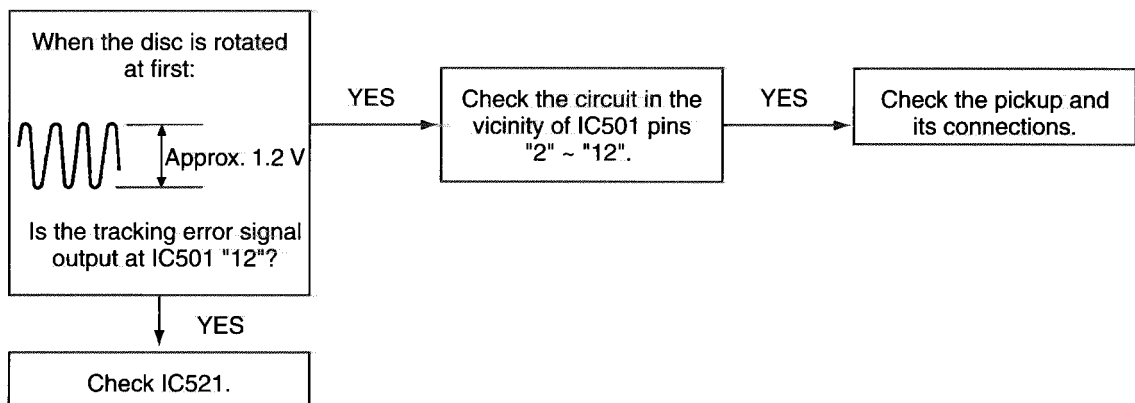 When the disc is rotated
at first:
Approx. 1.2 V
Is the tracking error signal
output at IC501 "12"?
YES
Check the circuit in the
vicinity of IC501 pins
"2" ~ "12".
YES
Check the pickup and
its connections.
YES
Check IC521.